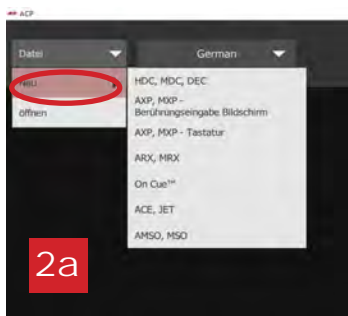 ACP
Datei German
Neu HDC, MDC, DEC
öffnen AXP, MXP -
Berührungseingabe Bildschirm
AXP, MXP - Tastatur
ARX, MRX
On Cue™
ACE, JET
AMSO, MSO
2a